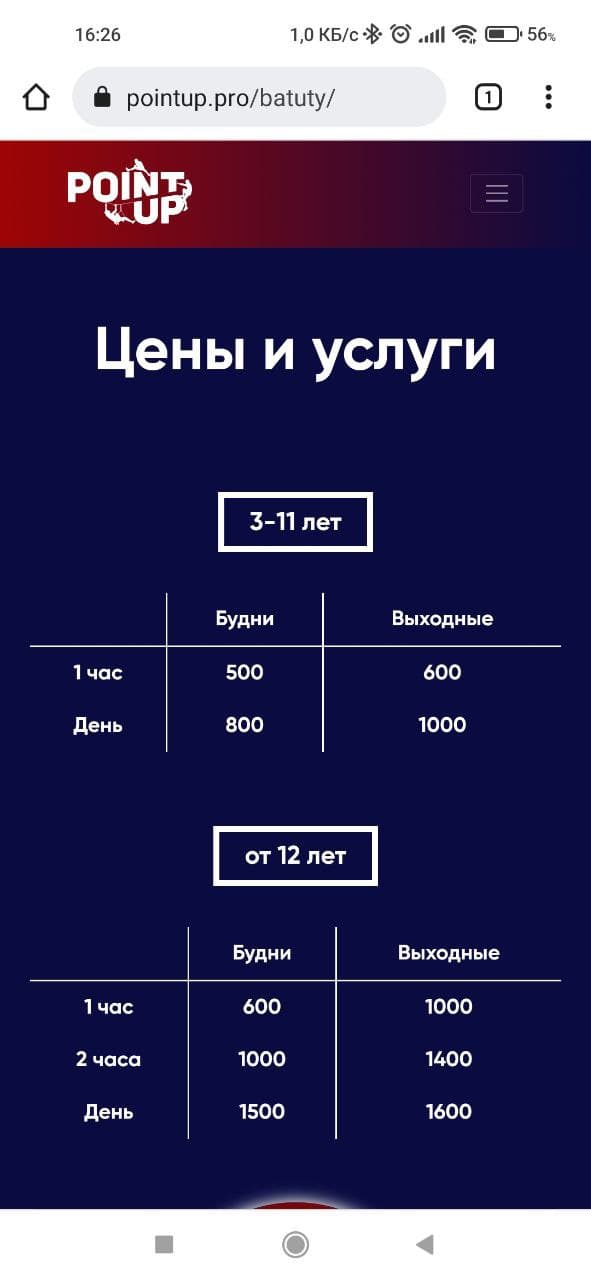 16:26 1,0 КБ/с 56%
pointup.pro/batuty/ 1
POINT
UP
Цены и услуги
3-11 лет
Будни Выходные
1 час 500 600
День 800 1000
от 12 лет
Будни Выходные
1 час 600 1000
2 часа 1000 1400
День 1500 1600